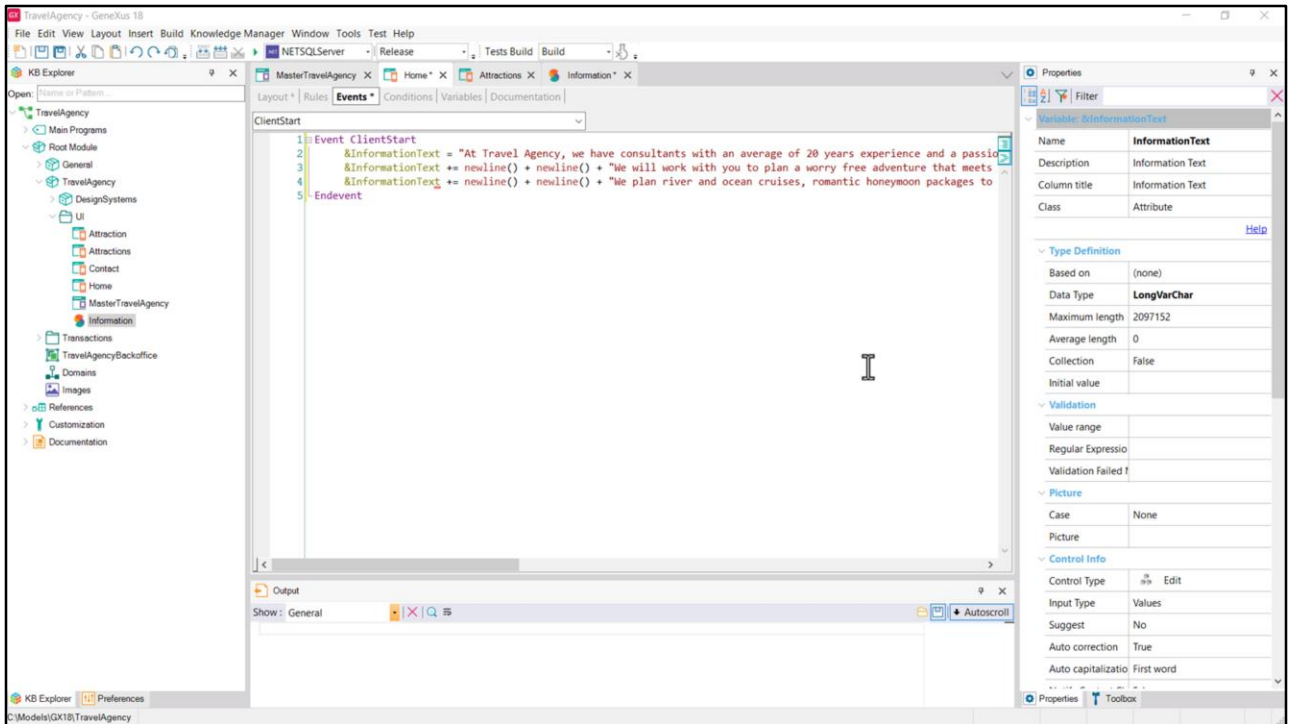 TravelAgency - GeneXus 18
File Edit View Layout Insert Build Knowledge Manager Window Tools Test Help
NETSQLServer Release Tests Build Build
KB Explorer
Open: Name or Pattern...
TravelAgency
Main Programs
Root Module
General
TravelAgency
DesignSystems
UI
Attraction
Attractions
Contact
Home
MasterTravelAgency
Information
Transactions
TravelAgencyBackoffice
Domains
Images
References
Customization
Documentation
KB Explorer Preferences
C:\Models\GX18\TravelAgency
MasterTravelAgency X Home* X Attractions X Information* X
Layout * | Rules | Events * | Conditions | Variables | Documentation |
ClientStart
1 Event ClientStart
2 &InformationText = "At Travel Agency, we have consultants with an average of 20 years experience and a passio
3 &InformationText += newline() + newline() + "We will work with you to plan a worry free adventure that meets
4 &InformationText += newline() + newline() + "We plan river and ocean cruises, romantic honeymoon packages to
5 Endevent
Output
Show: General Autoscroll
Properties
Filter
Variable: &InformationText
Name InformationText
Description Information Text
Column title Information Text
Class Attribute
Help
Type Definition
Based on (none)
Data Type LongVarChar
Maximum length 2097152
Average length 0
Collection False
Initial value
Validation
Value range
Regular Expressio
Validation Failed
Picture
Case None
Picture
Control Info
Control Type Edit
Input Type Values
Suggest No
Auto correction True
Auto capitalizatio First word
Properties Toolbox